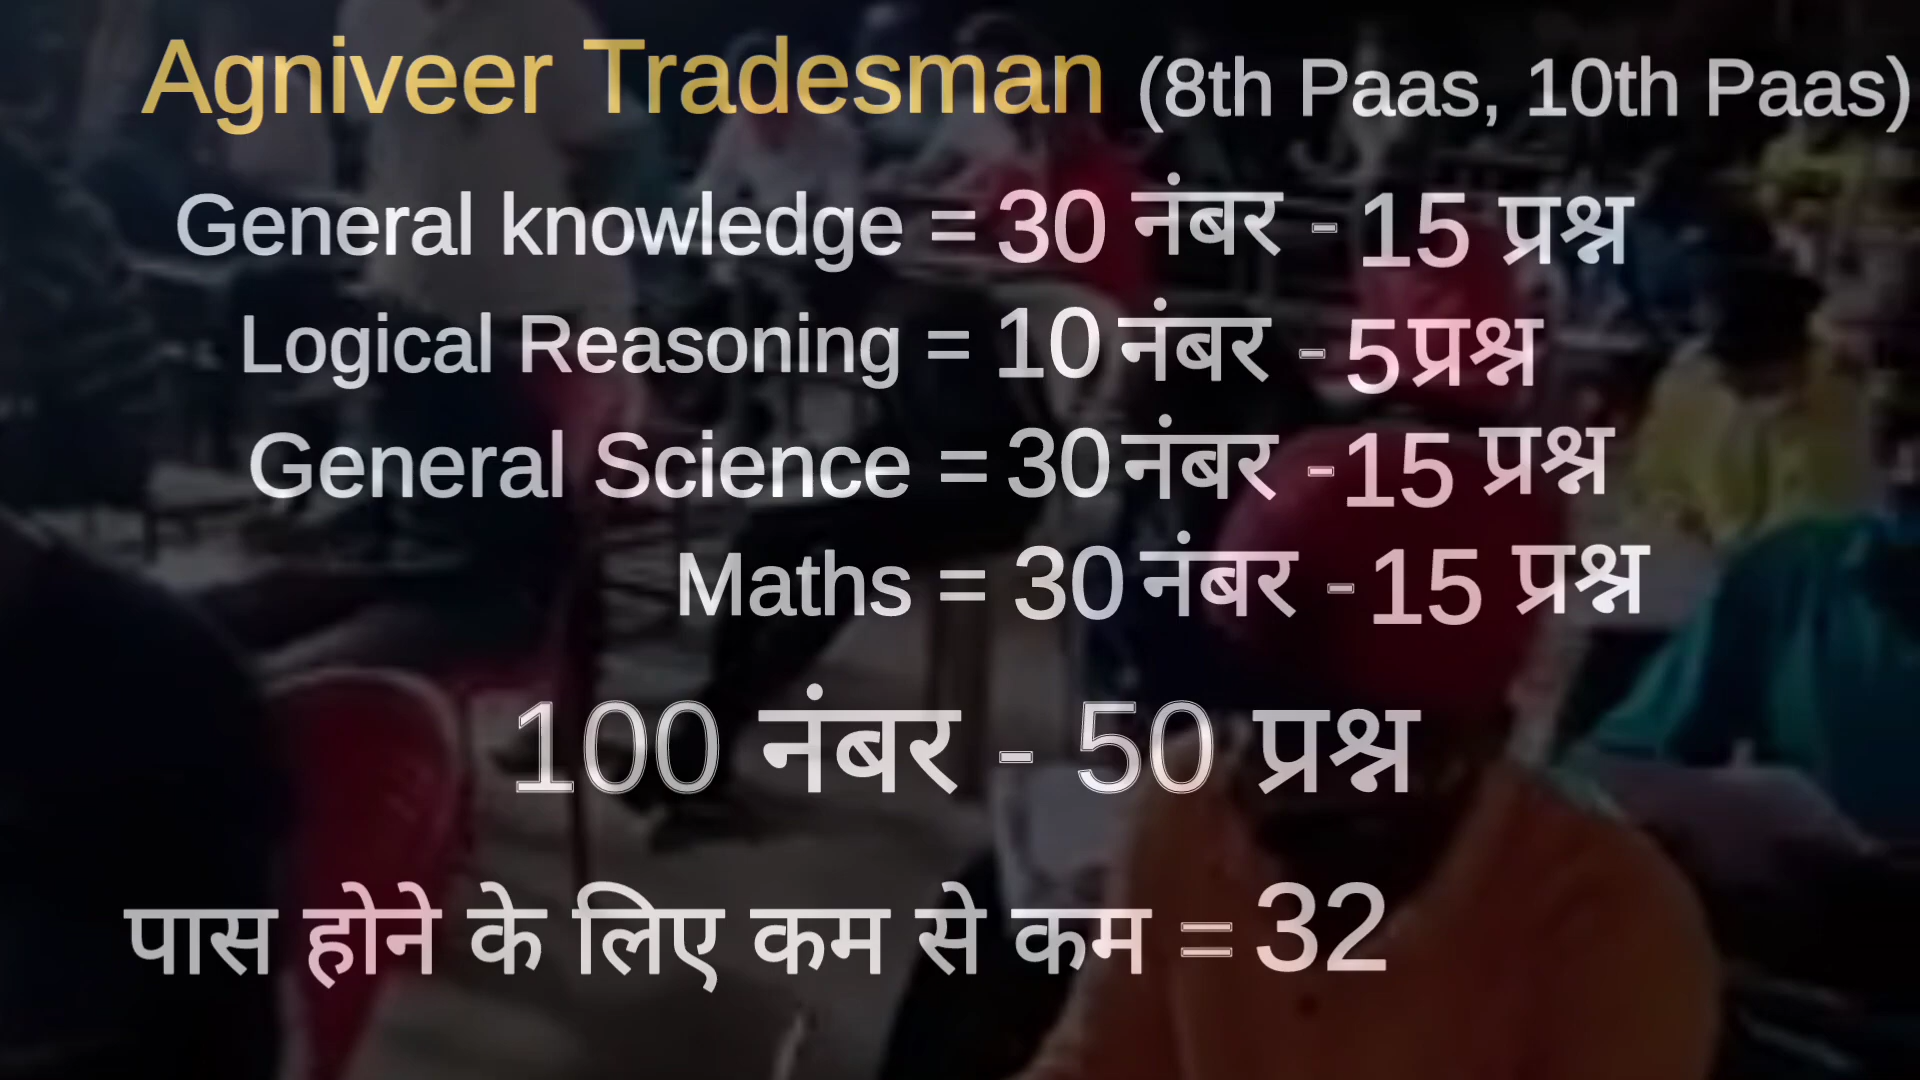 Agniveer Tradesman (8th Paas, 10th Paas)
General knowledge = 30 नंबर - 15 प्रश्न
Logical Reasoning = 10 नंबर - 5 प्रश्न
General Science = 30 नंबर - 15 प्रश्न
Maths = 30 नंबर - 15 प्रश्न
100 नंबर - 50 प्रश्न
पास होने के लिए कम से कम = 32